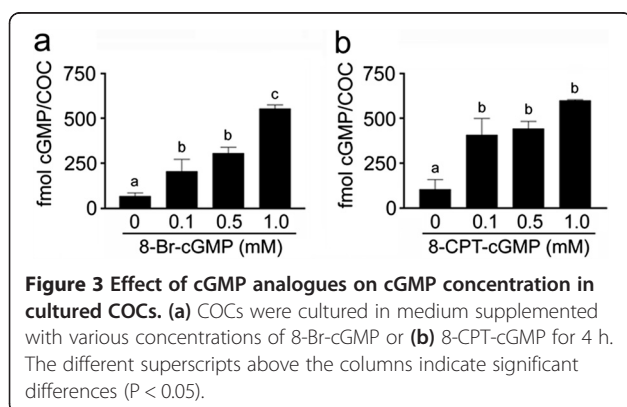 a
b
fmol cGMP/COC
750
500
250
0
a
b
b
c
0 0.1 0.5 1.0
8-Br-cGMP (mM)
fmol cGMP/COC
750
500
250
0
a
b
b
b
0 0.1 0.5 1.0
8-CPT-cGMP (mM)
Figure 3 Effect of cGMP analogues on cGMP concentration in
cultured COCs. (a) COCs were cultured in medium supplemented
with various concentrations of 8-Br-cGMP or (b) 8-CPT-cGMP for 4 h.
The different superscripts above the columns indicate significant
differences (P < 0.05).